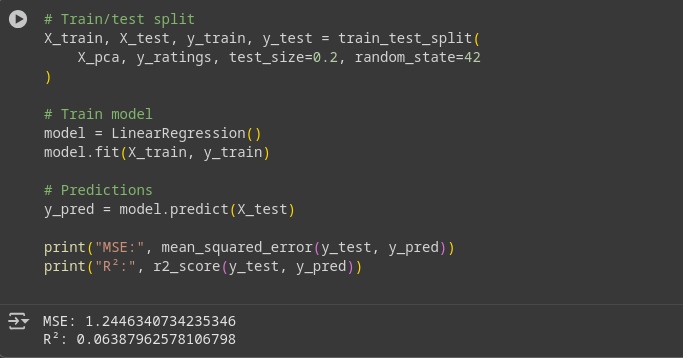 # Train/test split
X_train, X_test, y_train, y_test = train_test_split(
    X_pca, y_ratings, test_size=0.2, random_state=42
)
# Train model
model = LinearRegression()
model.fit(X_train, y_train)
# Predictions
y_pred = model.predict(X_test)
print("MSE:", mean_squared_error(y_test, y_pred))
print("R²:", r2_score(y_test, y_pred))
MSE: 1.2446340734235346
R²: 0.06387962578106798